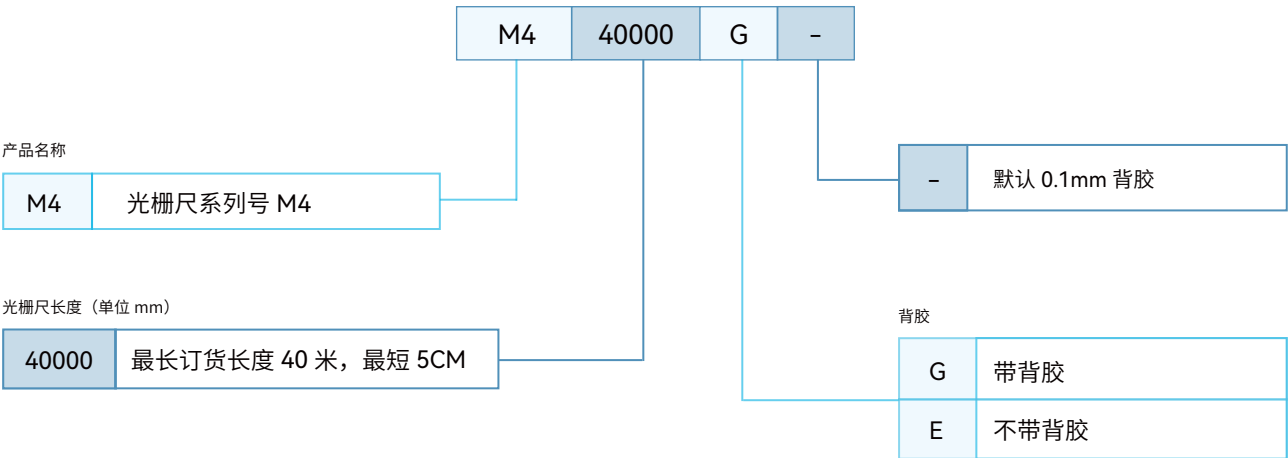 M4 40000 G –
产品名称
M4 光栅尺系列号 M4
– 默认 0.1mm 背胶
光栅尺长度（单位 mm）
40000 最长订货长度 40 米，最短 5CM
背胶
G 带背胶
E 不带背胶